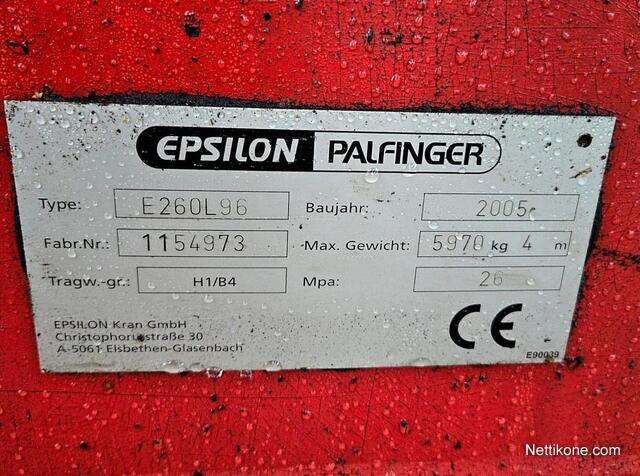 EPSILON PALFINGER
Type: E260L96 Baujahr: 2005
Fabr.Nr.: 1154973 Max. Gewicht: 5970 kg 4 m
Tragw.-gr.: H1/B4 Mpa: 26
EPSILON Kran GmbH
Christophorusstraße 30
A-5061 Elsbethen-Glasenbach
CE
E90039
Nettikone.com